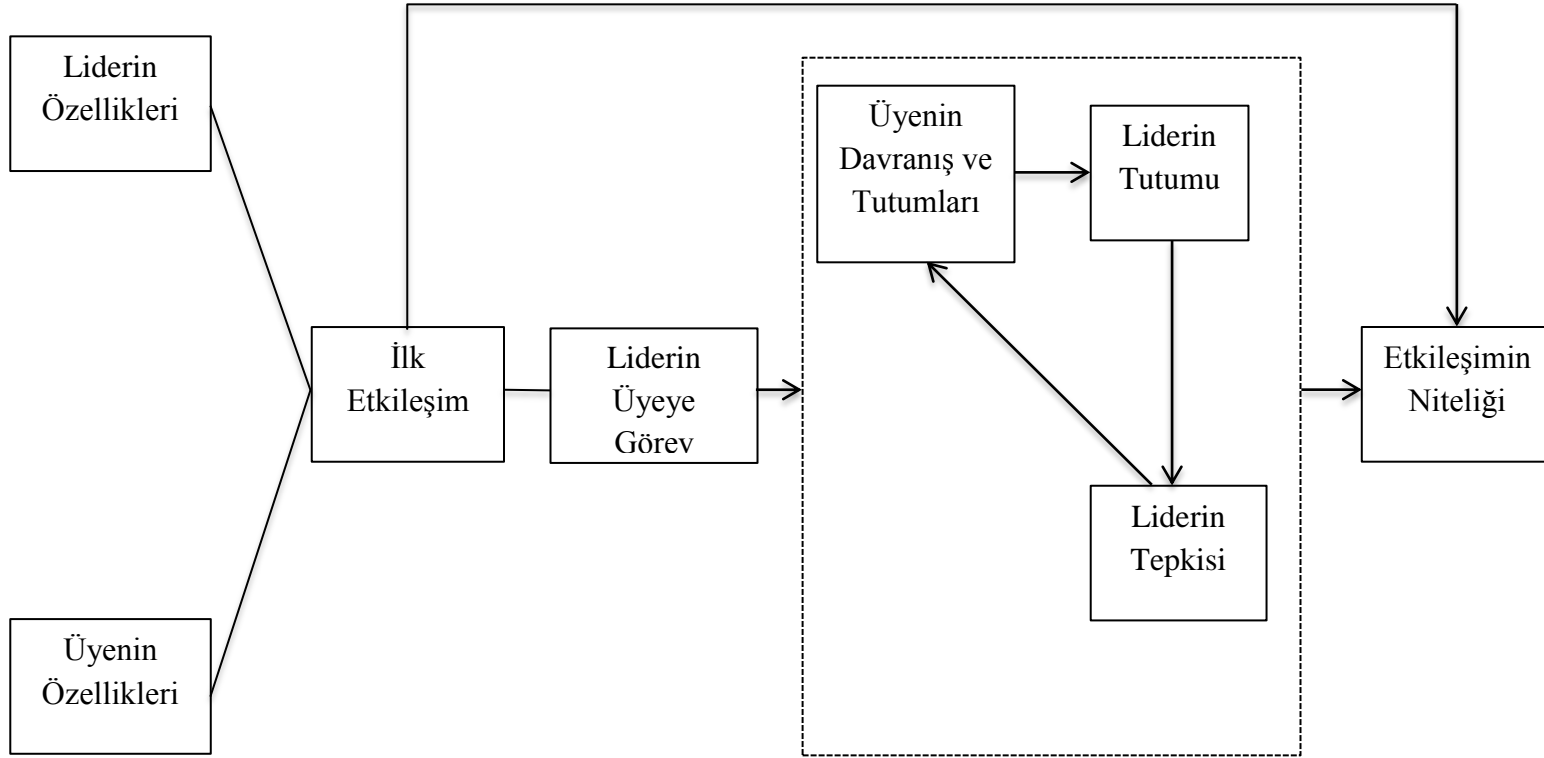 Liderin
Özellikleri
Üyenin
Özellikleri
İlk
Etkileşim
Liderin
Üyeye
Görev
Üyenin
Davranış ve
Tutumları
Liderin
Tutumu
Liderin
Tepkisi
Etkileşimin
Niteliği